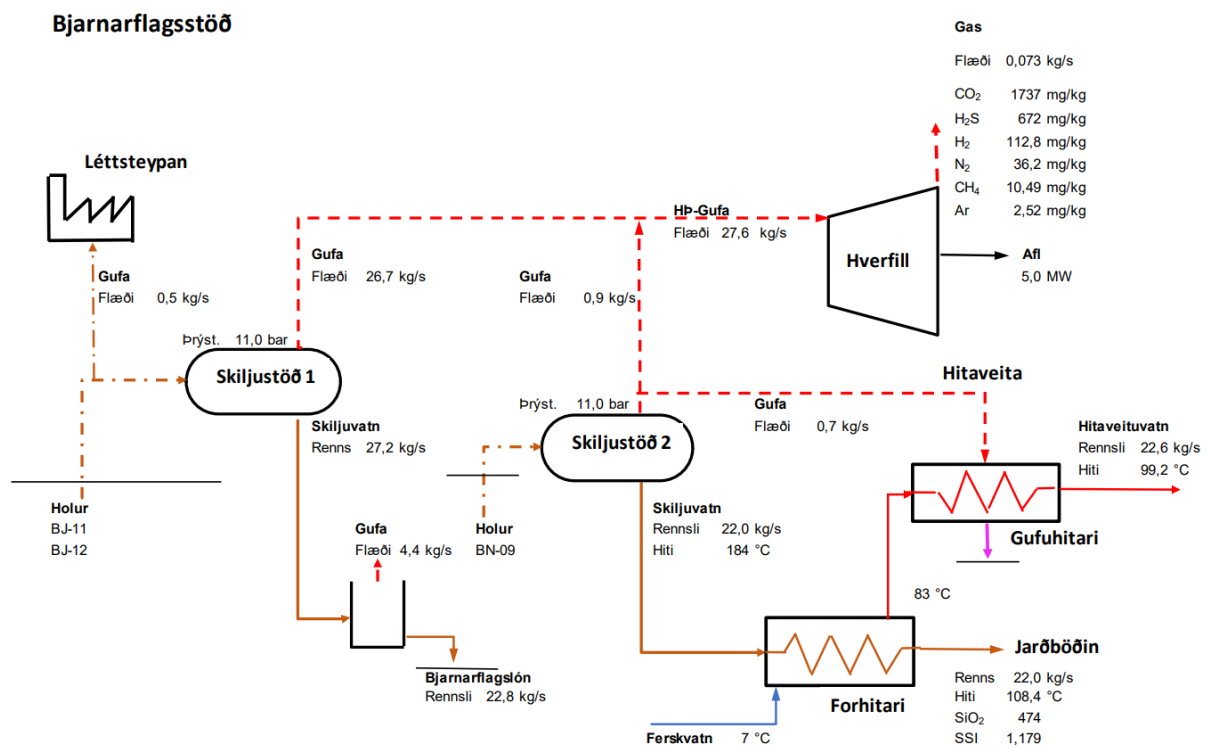 Bjarnarflagsstöð
Gas
Flæði 0,073 kg/s
CO₂ 1737 mg/kg
H₂S 672 mg/kg
H₂ 112,8 mg/kg
N₂ 36,2 mg/kg
CH₄ 10,49 mg/kg
Ar 2,52 mg/kg
Léttsteypan
Gufa
Flæði 0,5 kg/s
Gufa
Flæði 26,7 kg/s
HÞ-Gufa
Flæði 27,6 kg/s
Gufa
Flæði 0,9 kg/s
Hverfill
Afl
5,0 MW
Þrýst. 11,0 bar
Skiljustöð 1
Skiljuvatn
Renns 27,2 kg/s
Þrýst. 11,0 bar
Skiljustöð 2
Hitaveita
Gufa
Flæði 0,7 kg/s
Hitaveituvatn
Rennsli 22,6 kg/s
Hiti 99,2 °C
Gufuhitari
Holur
BJ-11
BJ-12
Gufa
Flæði 4,4 kg/s
Holur
BN-09
Skiljuvatn
Rennsli 22,0 kg/s
Hiti 184 °C
83 °C
Bjarnarflagslón
Rennsli 22,8 kg/s
Forhitari
Ferskvatn 7 °C
Jarðböðin
Renns 22,0 kg/s
Hiti 108,4 °C
SiO₂ 474
SSI 1,179